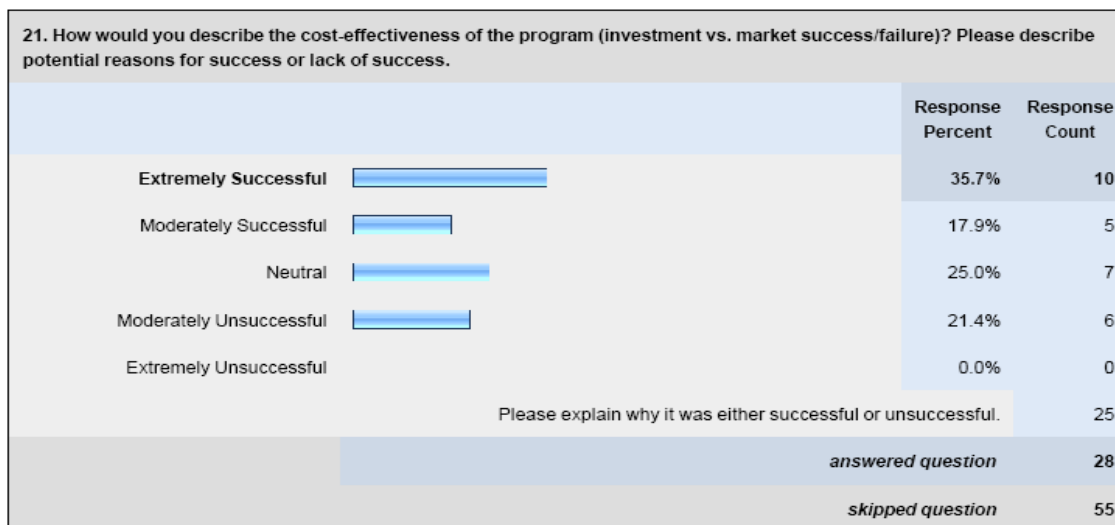 21. How would you describe the cost-effectiveness of the program (investment vs. market success/failure)? Please describe
potential reasons for success or lack of success.
Response Percent Response Count
Extremely Successful 35.7% 10
Moderately Successful 17.9% 5
Neutral 25.0% 7
Moderately Unsuccessful 21.4% 6
Extremely Unsuccessful 0.0% 0
Please explain why it was either successful or unsuccessful. 25
answered question 28
skipped question 55